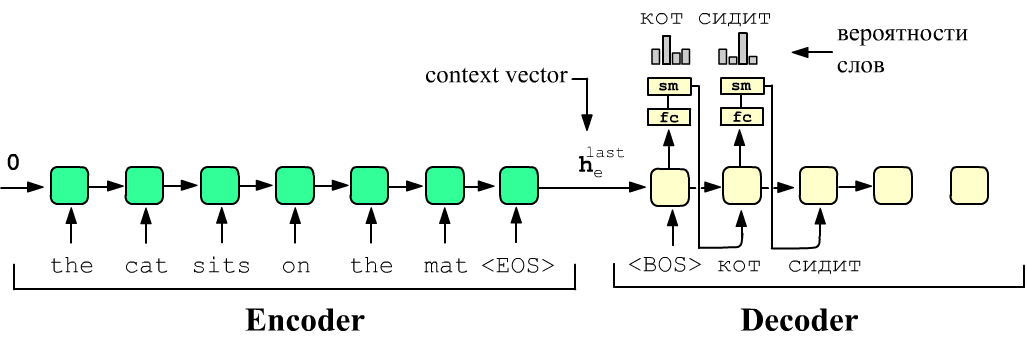 кот сидит
вероятности
слов
context vector
sm sm
fc fc
0
h last e
the cat sits on the mat <EOS> <BOS> кот сидит
Encoder Decoder